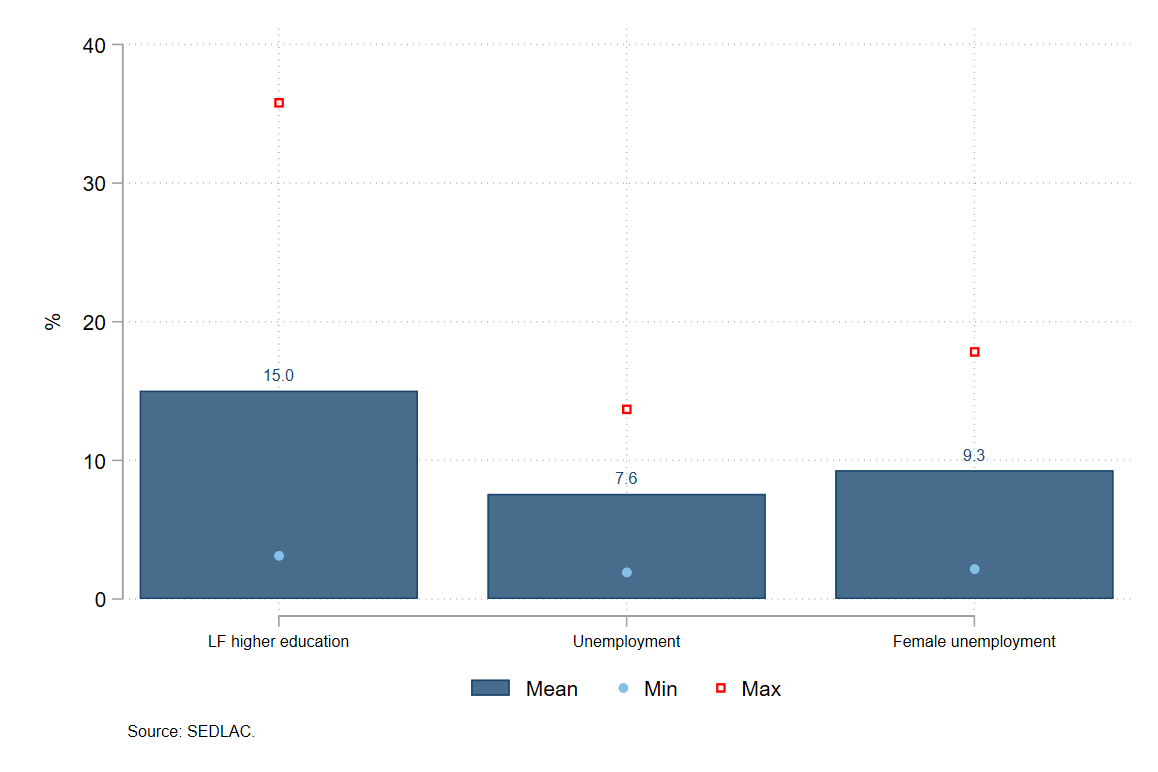 40
30
20
10
0
%
15.0
7.6
9.3
LF higher education
Unemployment
Female unemployment
Mean
Min
Max
Source: SEDLAC.